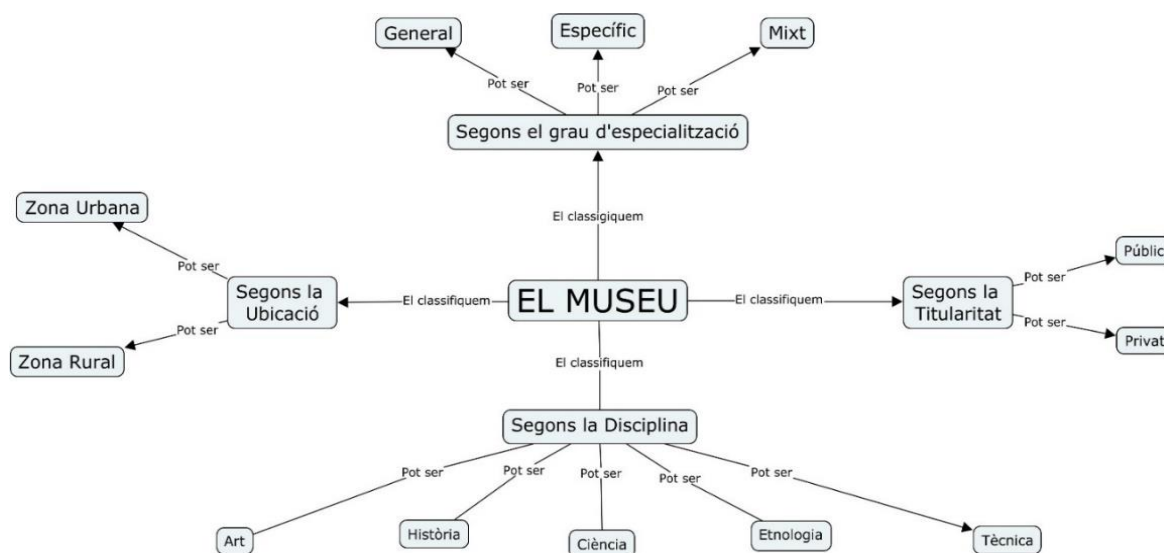 General
Específic
Mixt
Pot ser
Pot ser
Pot ser
Segons el grau d'especialització
El classigiquem
Zona Urbana
Pot ser
Segons la
Ubicació
Pot ser
Zona Rural
El classifiquem
EL MUSEU
El classifiquem
Segons la
Titularitat
Pot ser
Públic
Pot ser
Privat
El classifiquem
Segons la Disciplina
Pot ser
Pot ser
Pot ser
Pot ser
Pot ser
Art
Història
Ciència
Etnologia
Tècnica